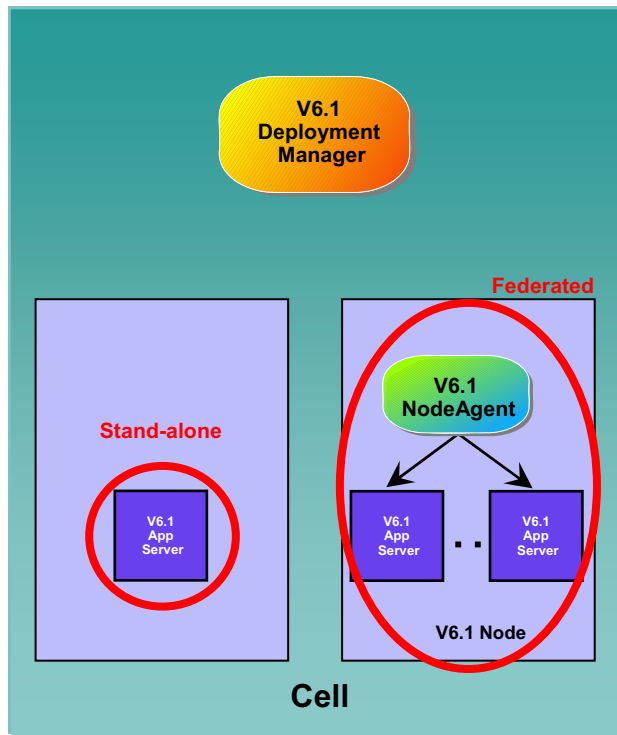 V6.1
Deployment
Manager
Federated
V6.1
NodeAgent
Stand-alone
V6.1
App
Server
V6.1
App
Server
. .
V6.1
App
Server
V6.1 Node
Cell